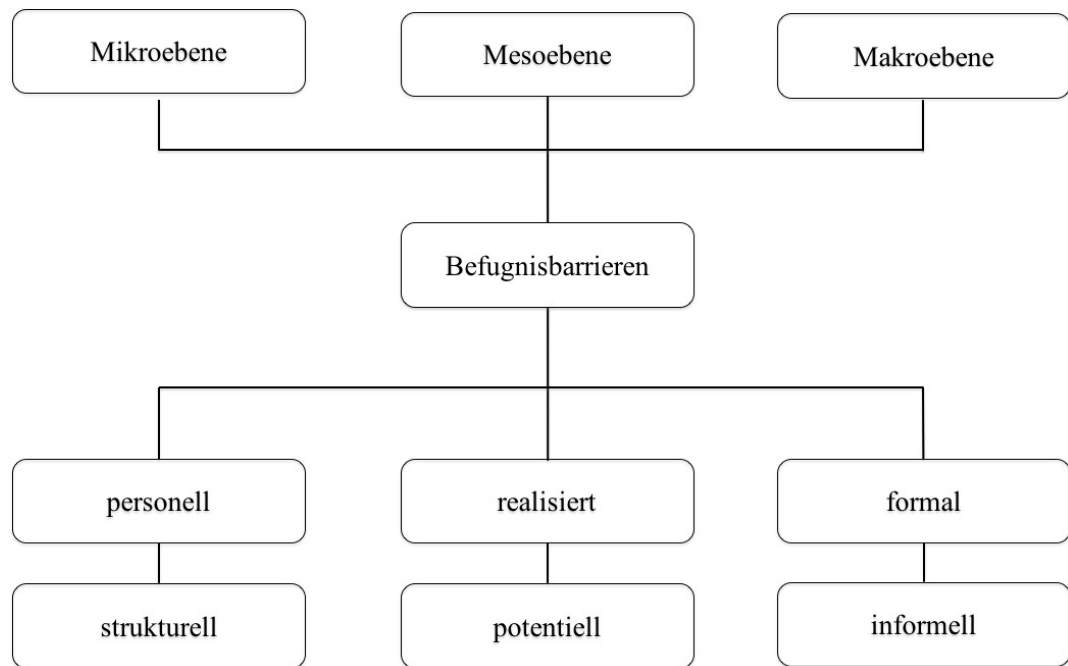 Mikroebene
Mesoebene
Makroebene
Befugnisbarrieren
personell
realisiert
formal
strukturell
potentiell
informell